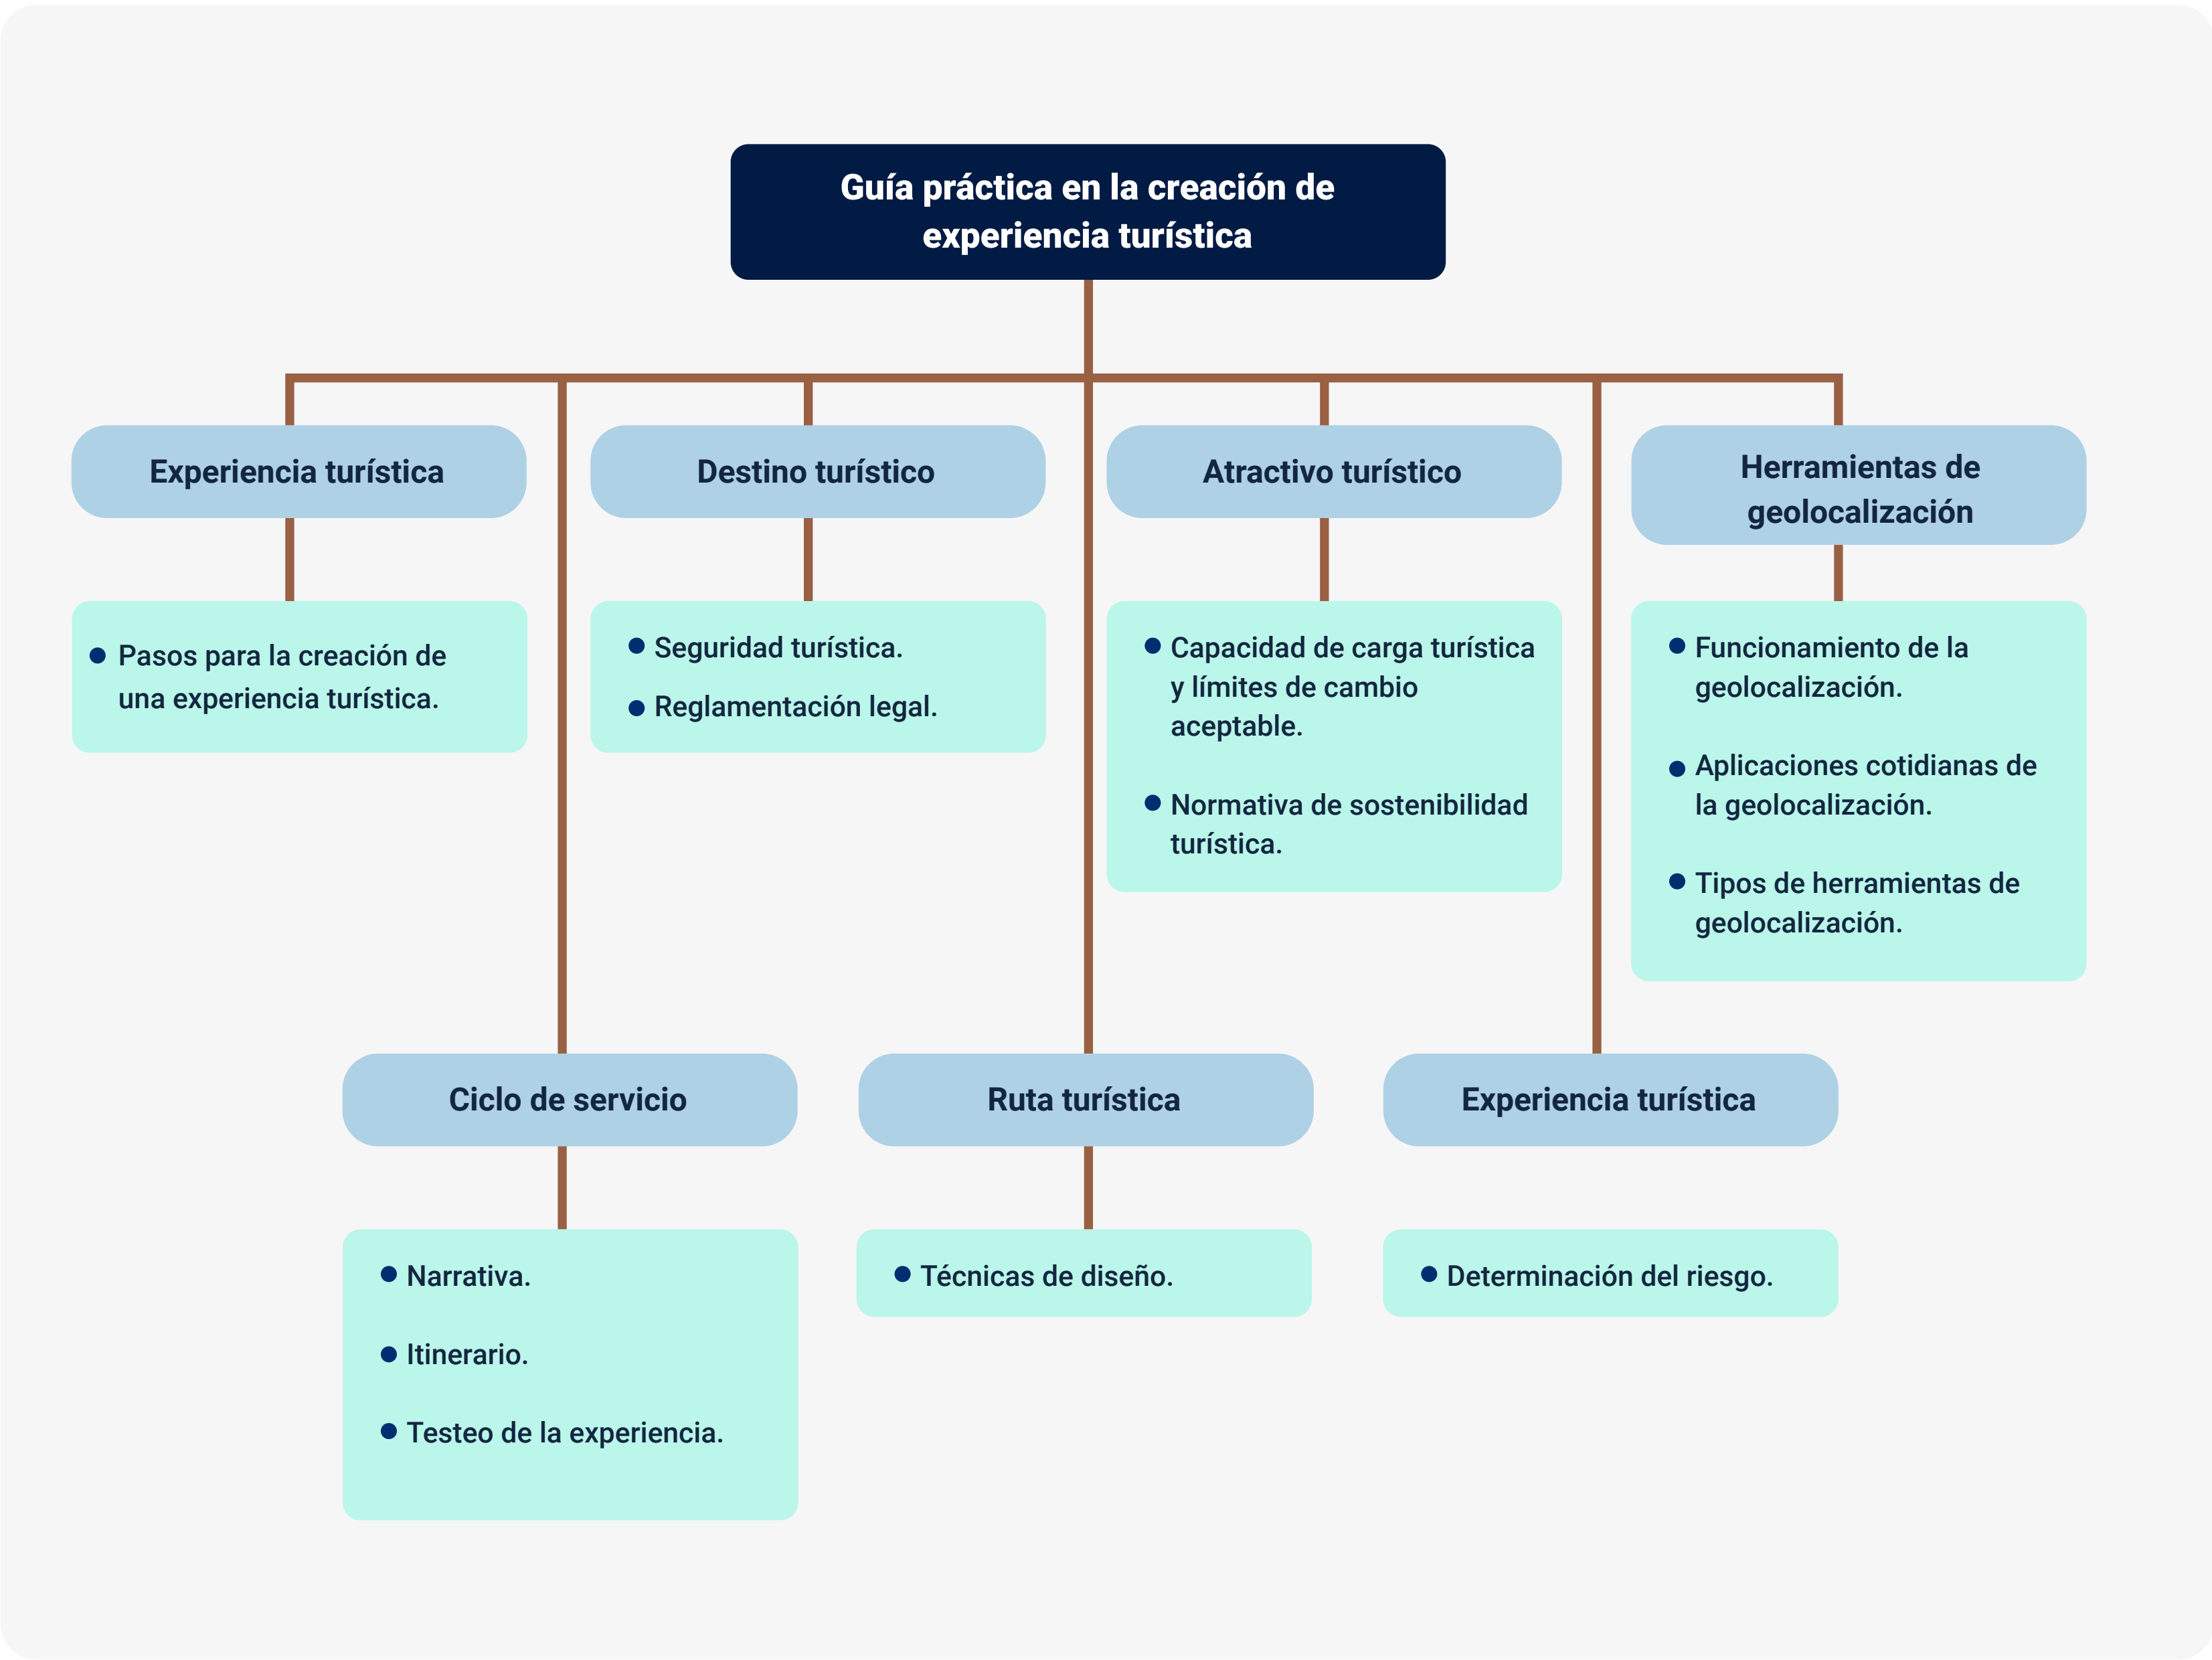 Guía práctica en la creación de
experiencia turística
Experiencia turística
Pasos para la creación de
una experiencia turística.
Destino turístico
Seguridad turística.
Reglamentación legal.
Atractivo turístico
Capacidad de carga turística
y límites de cambio
aceptable.
Normativa de sostenibilidad
turística.
Herramientas de
geolocalización
Funcionamiento de la
geolocalización.
Aplicaciones cotidianas de
la geolocalización.
Tipos de herramientas de
geolocalización.
Ciclo de servicio
Narrativa.
Itinerario.
Testeo de la experiencia.
Ruta turística
Técnicas de diseño.
Experiencia turística
Determinación del riesgo.